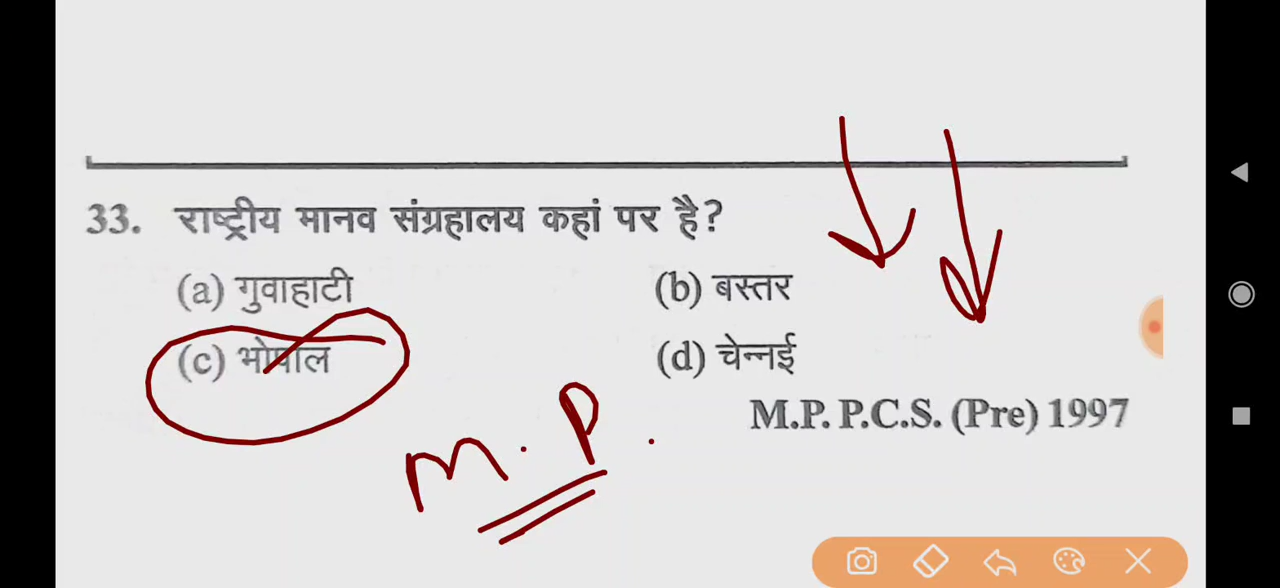 33. राष्ट्रीय मानव संग्रहालय कहां पर है?
(a) गुवाहाटी (b) बस्तर
(c) भोपाल (d) चेन्नई
M.P.
M.P. P.C.S. (Pre) 1997